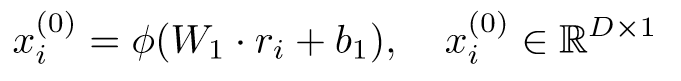 $x_i^{(0)} = \phi(W_1 \cdot r_i + b_1), \quad x_i^{(0)} \in \mathbb{R}^{D \times 1}$